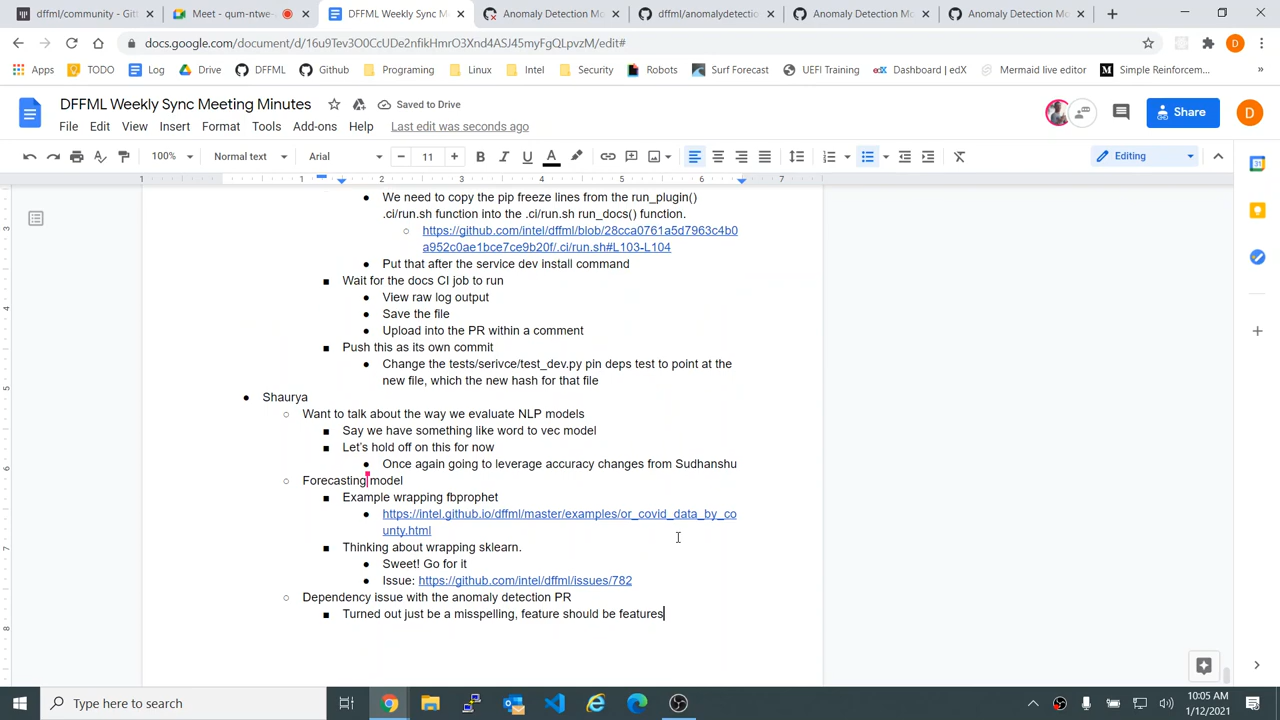 dffml/community - Gitt
Meet - qum-ntwe-
DFFML Weekly Sync M
Anomaly Detection Mo
dffml/anomalydetectio
Anomaly Detection Mo
Anomaly Detection Mo
docs.google.com/document/d/16u9Tev3O0CcUDe2nfikHmrO3Xnd4ASJ45myFgQLpvzM/edit#
Apps
TODO
Log
Drive
DFFML
Github
Programing
Linux
Intel
Security
Robots
Surf Forecast
UEFI Training
Dashboard | edX
Mermaid live editor
Simple Reinforcem...
DFFML Weekly Sync Meeting Minutes
Saved to Drive
Share
D
File Edit View Insert Format Tools Add-ons Help Last edit was seconds ago
100% Normal text Arial 11 Editing
1 1 2 3 4 5 6 7
We need to copy the pip freeze lines from the run_plugin()
.ci/run.sh function into the .ci/run.sh run_docs() function.
https://github.com/intel/dffml/blob/28cca0761a5d7963c4b0
a952c0ae1bce7ce9b20f/.ci/run.sh#L103-L104
Put that after the service dev install command
Wait for the docs CI job to run
View raw log output
Save the file
Upload into the PR within a comment
Push this as its own commit
Change the tests/serivce/test_dev.py pin deps test to point at the
new file, which the new hash for that file
Shaurya
Want to talk about the way we evaluate NLP models
Say we have something like word to vec model
Let's hold off on this for now
Once again going to leverage accuracy changes from Sudhanshu
Forecasting model
Example wrapping fbprophet
https://intel.github.io/dffml/master/examples/or_covid_data_by_co
unty.html
Thinking about wrapping sklearn.
Sweet! Go for it
Issue: https://github.com/intel/dffml/issues/782
Dependency issue with the anomaly detection PR
Turned out just be a misspelling, feature should be features
Type here to search
10:05 AM
1/12/2021